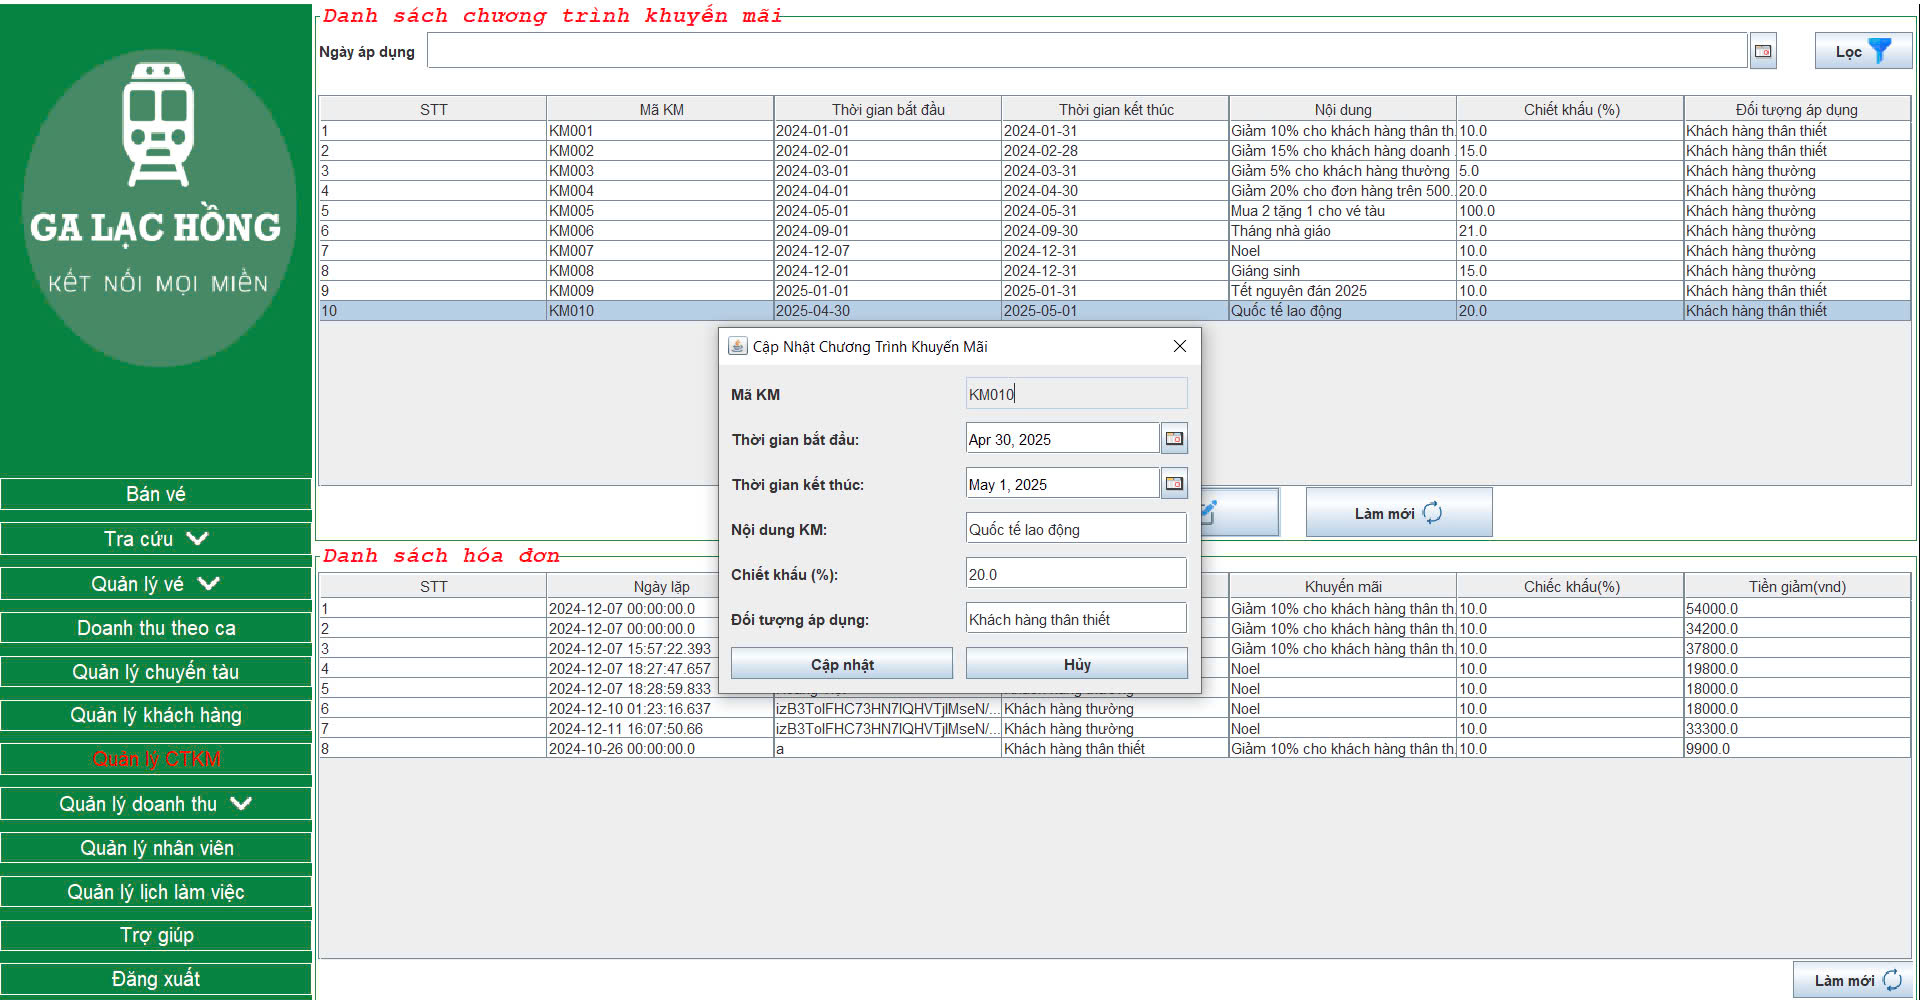 GA LẠC HỒNG
KẾT NỐI MỌI MIỀN
Bán vé
Tra cứu
Quản lý vé
Doanh thu theo ca
Quản lý chuyến tàu
Quản lý khách hàng
Quản lý CTKM
Quản lý doanh thu
Quản lý nhân viên
Quản lý lịch làm việc
Trợ giúp
Đăng xuất
Danh sách chương trình khuyến mãi
Ngày áp dụng Lọc
STT Mã KM Thời gian bắt đầu Thời gian kết thúc Nội dung Chiết khấu (%) Đối tượng áp dụng
1 KM001 2024-01-01 2024-01-31 Giảm 10% cho khách hàng thân th... 10.0 Khách hàng thân thiết
2 KM002 2024-02-01 2024-02-28 Giảm 15% cho khách hàng doanh ... 15.0 Khách hàng thân thiết
3 KM003 2024-03-01 2024-03-31 Giảm 5% cho khách hàng thường 5.0 Khách hàng thường
4 KM004 2024-04-01 2024-04-30 Giảm 20% cho đơn hàng trên 500... 20.0 Khách hàng thường
5 KM005 2024-05-01 2024-05-31 Mua 2 tặng 1 cho vé tàu 100.0 Khách hàng thường
6 KM006 2024-09-01 2024-09-30 Tháng nhà giáo 21.0 Khách hàng thường
7 KM007 2024-12-07 2024-12-31 Noel 10.0 Khách hàng thường
8 KM008 2024-12-01 2024-12-31 Giáng sinh 15.0 Khách hàng thường
9 KM009 2025-01-01 2025-01-31 Tết nguyên đán 2025 10.0 Khách hàng thân thiết
10 KM010 2025-04-30 2025-05-01 Quốc tế lao động 20.0 Khách hàng thân thiết
Cập Nhật Chương Trình Khuyến Mãi
Mã KM KM010
Thời gian bắt đầu: Apr 30, 2025
Thời gian kết thúc: May 1, 2025
Nội dung KM: Quốc tế lao động
Chiết khấu (%): 20.0
Đối tượng áp dụng: Khách hàng thân thiết
Cập nhật Hủy
Làm mới
Danh sách hóa đơn
STT Ngày lặp Khuyến mãi Chiếc khấu(%) Tiền giảm(vnd)
1 2024-12-07 00:00:00.0 Giảm 10% cho khách hàng thân th... 10.0 54000.0
2 2024-12-07 00:00:00.0 Giảm 10% cho khách hàng thân th... 10.0 34200.0
3 2024-12-07 15:57:22.393 Giảm 10% cho khách hàng thân th... 10.0 37800.0
4 2024-12-07 18:27:47.657 Noel 10.0 19800.0
5 2024-12-07 18:28:59.833 Noel 10.0 18000.0
6 2024-12-10 01:23:16.637 izB3ToIFHC73HN7IQHVTjlMseN/... Khách hàng thường Noel 10.0 18000.0
7 2024-12-11 16:07:50.66 izB3ToIFHC73HN7IQHVTjlMseN/... Khách hàng thường Noel 10.0 33300.0
8 2024-10-26 00:00:00.0 a Khách hàng thân thiết Giảm 10% cho khách hàng thân th... 10.0 9900.0
Làm mới